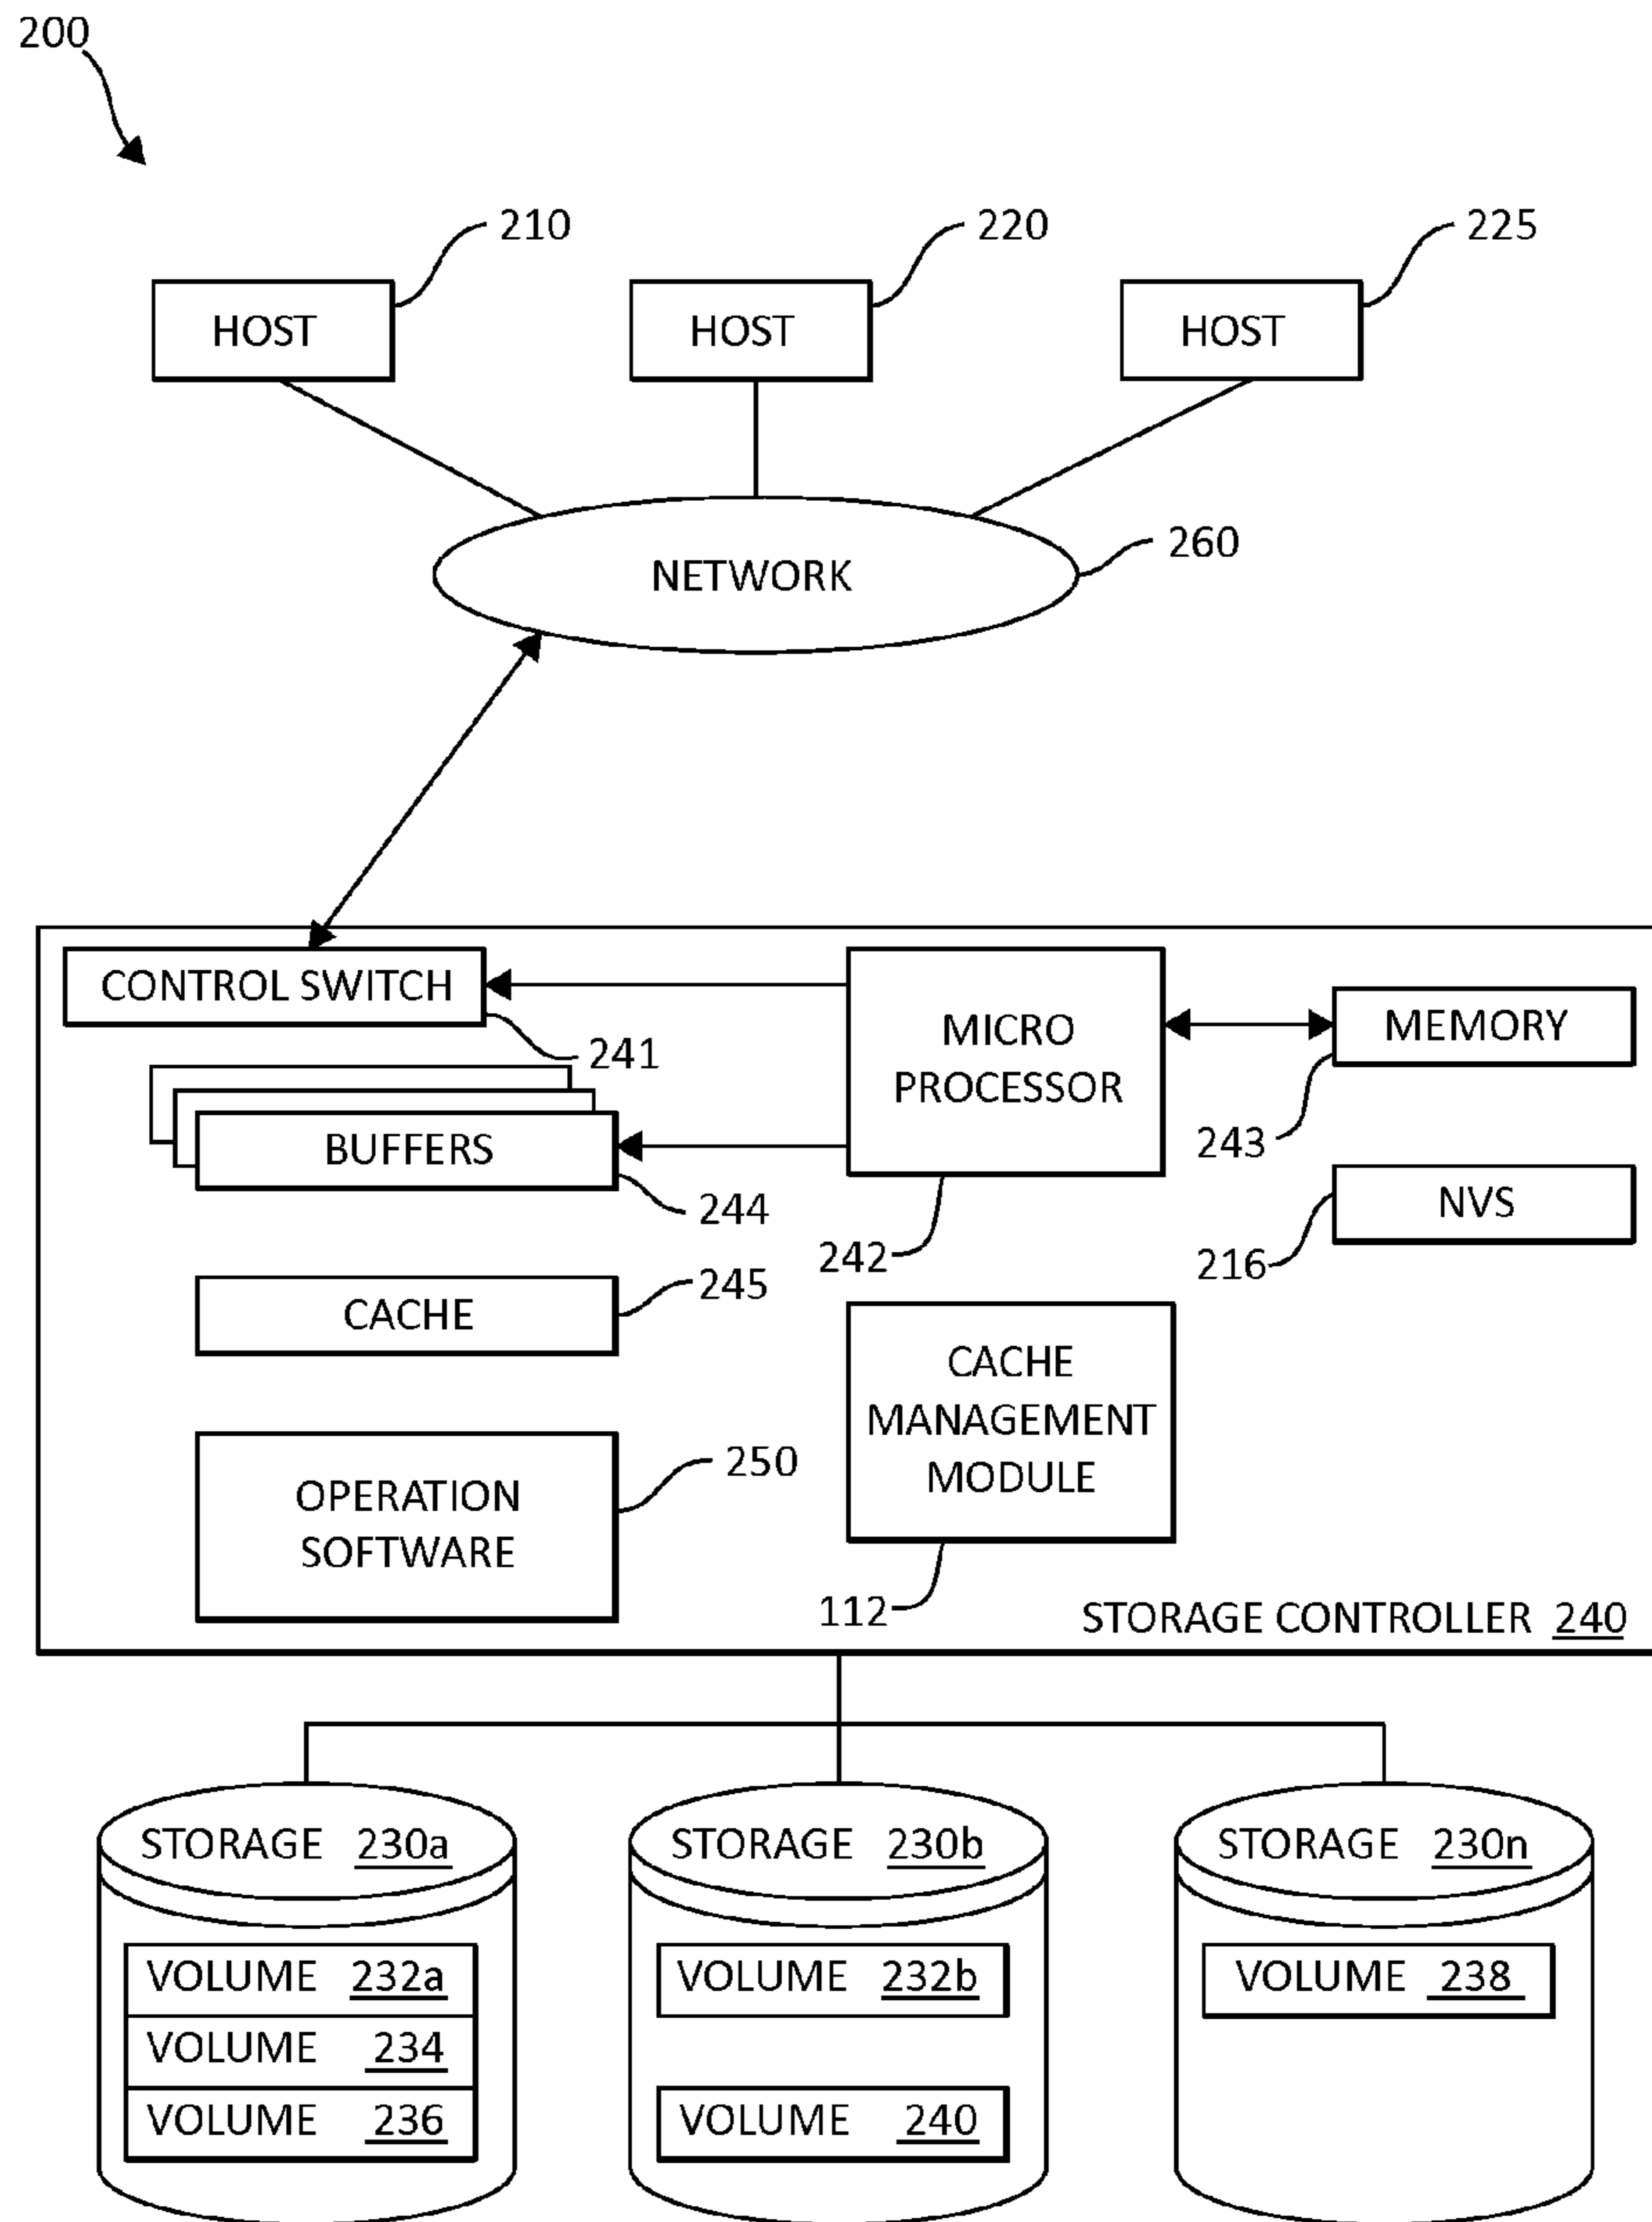 200
210
220
225
HOST
HOST
HOST
260
NETWORK
CONTROL SWITCH
241
MICRO
PROCESSOR
242
MEMORY
243
BUFFERS
244
NVS
216
CACHE
245
CACHE
MANAGEMENT
MODULE
112
OPERATION
SOFTWARE
250
STORAGE CONTROLLER 240
STORAGE 230a
VOLUME 232a
VOLUME 234
VOLUME 236
STORAGE 230b
VOLUME 232b
VOLUME 240
STORAGE 230n
VOLUME 238